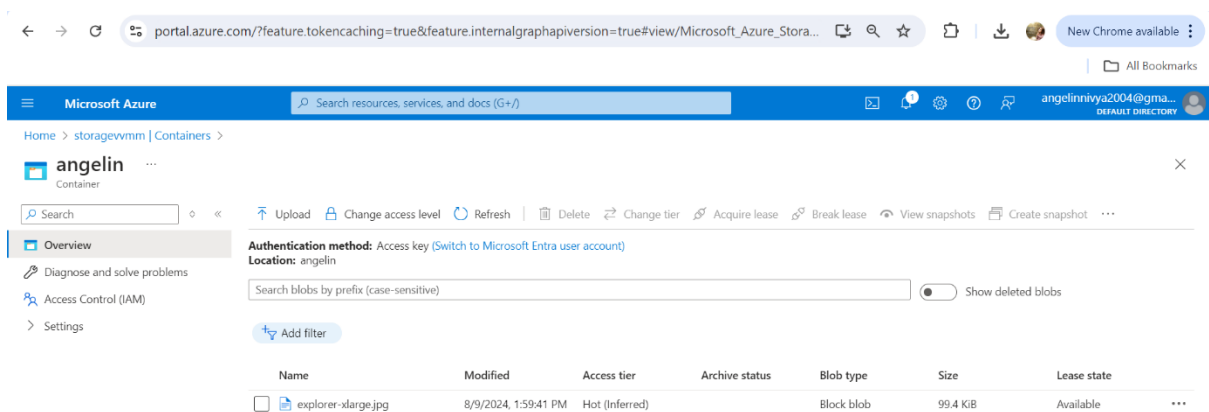 portal.azure.com/?feature.tokencaching=true&feature.internalgraphapiversion=true#view/Microsoft_Azure_Stora... New Chrome available
All Bookmarks
Microsoft Azure Search resources, services, and docs (G+/) 1 angelinnivya2004@gma...
DEFAULT DIRECTORY
Home > storagevvmm | Containers >
angelin ...
Container
Search Upload Change access level Refresh Delete Change tier Acquire lease Break lease View snapshots Create snapshot ...
Overview Authentication method: Access key (Switch to Microsoft Entra user account)
Location: angelin
Diagnose and solve problems
Search blobs by prefix (case-sensitive) Show deleted blobs
Access Control (IAM)
Settings
Add filter
Name Modified Access tier Archive status Blob type Size Lease state
explorer-xlarge.jpg 8/9/2024, 1:59:41 PM Hot (Inferred) Block blob 99.4 KiB Available ...